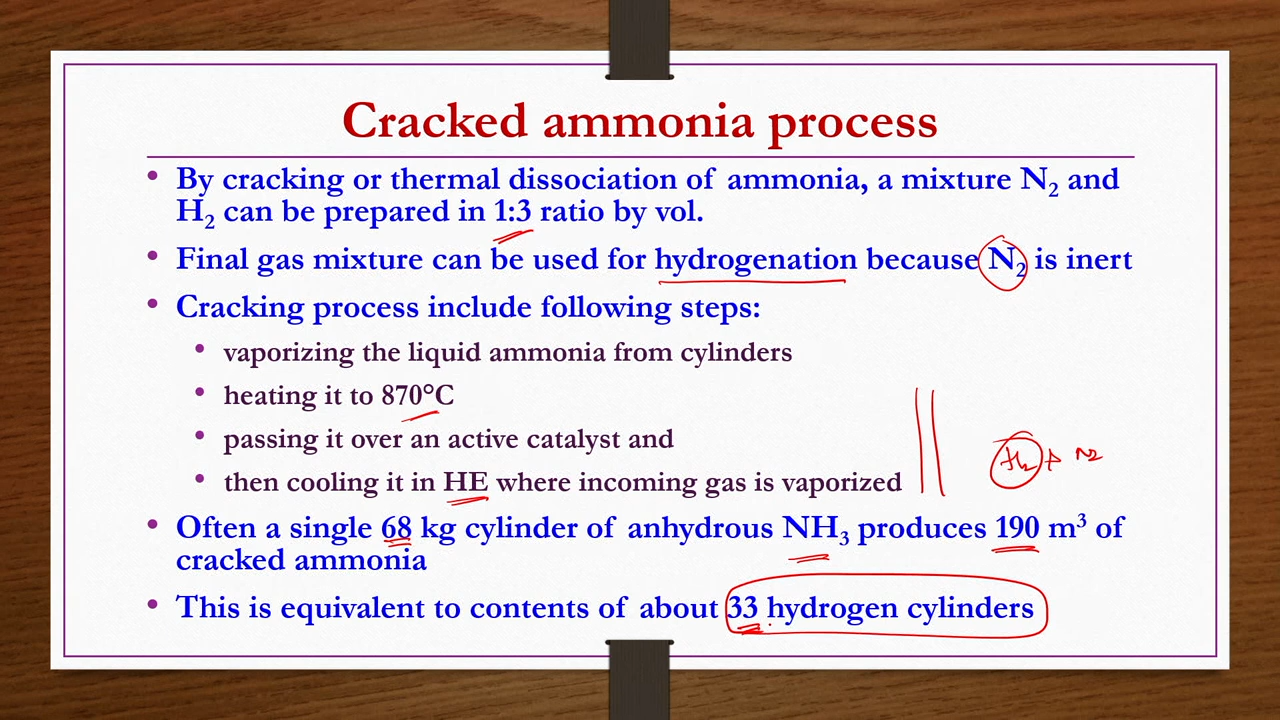 Cracked ammonia process
• By cracking or thermal dissociation of ammonia, a mixture N₂ and
H₂ can be prepared in 1:3 ratio by vol.
• Final gas mixture can be used for hydrogenation because N₂ is inert
• Cracking process include following steps:
• vaporizing the liquid ammonia from cylinders
• heating it to 870°C
• passing it over an active catalyst and
H₂ + N₂
• then cooling it in HE where incoming gas is vaporized
• Often a single 68 kg cylinder of anhydrous NH₃ produces 190 m³ of
cracked ammonia
• This is equivalent to contents of about 33 hydrogen cylinders